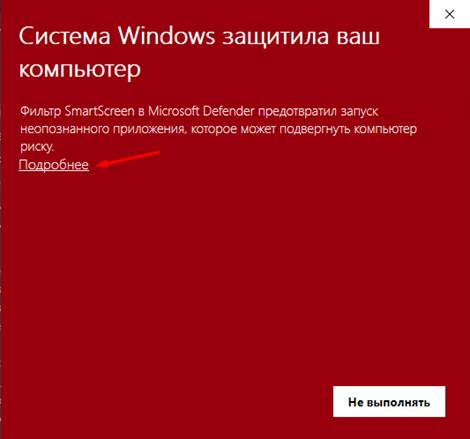 Система Windows защитила ваш
компьютер
Фильтр SmartScreen в Microsoft Defender предотвратил запуск
неопознанного приложения, которое может подвергнуть компьютер
риску.
Подробнее
Не выполнять